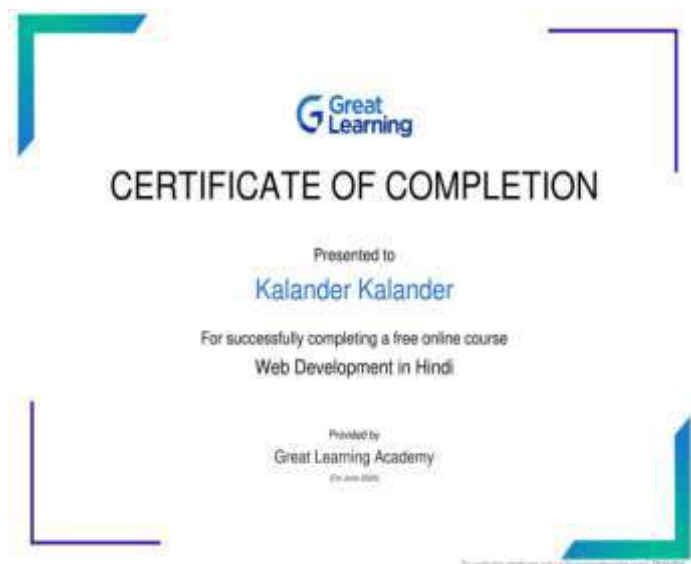 Great
Learning
CERTIFICATE OF COMPLETION
Presented to
Kalander Kalander
For successfully completing a free online course
Web Development in Hindi
Provided by
Great Learning Academy